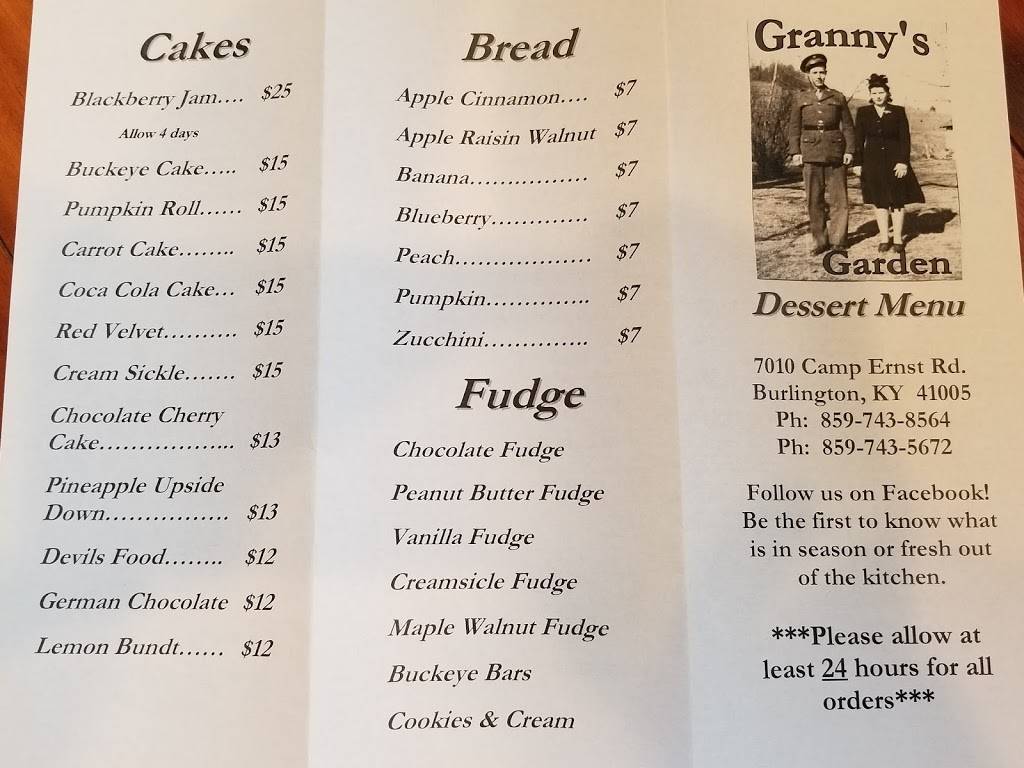 Cakes
Blackberry Jam.... $25
Allow 4 days
Buckeye Cake..... $15
Pumpkin Roll...... $15
Carrot Cake........ $15
Coca Cola Cake... $15
Red Velvet.......... $15
Cream Sickle....... $15
Chocolate Cherry
Cake.................. $13
Pineapple Upside
Down................ $13
Devils Food........ $12
German Chocolate $12
Lemon Bundt...... $12
Bread
Apple Cinnamon.... $7
Apple Raisin Walnut $7
Banana................ $7
Blueberry............. $7
Peach.................. $7
Pumpkin.............. $7
Zucchini.............. $7
Fudge
Chocolate Fudge
Peanut Butter Fudge
Vanilla Fudge
Creamsicle Fudge
Maple Walnut Fudge
Buckeye Bars
Cookies & Cream
Granny's
Garden
Dessert Menu
7010 Camp Ernst Rd.
Burlington, KY 41005
Ph: 859-743-8564
Ph: 859-743-5672
Follow us on Facebook!
Be the first to know what
is in season or fresh out
of the kitchen.
***Please allow at
least 24 hours for all
orders***